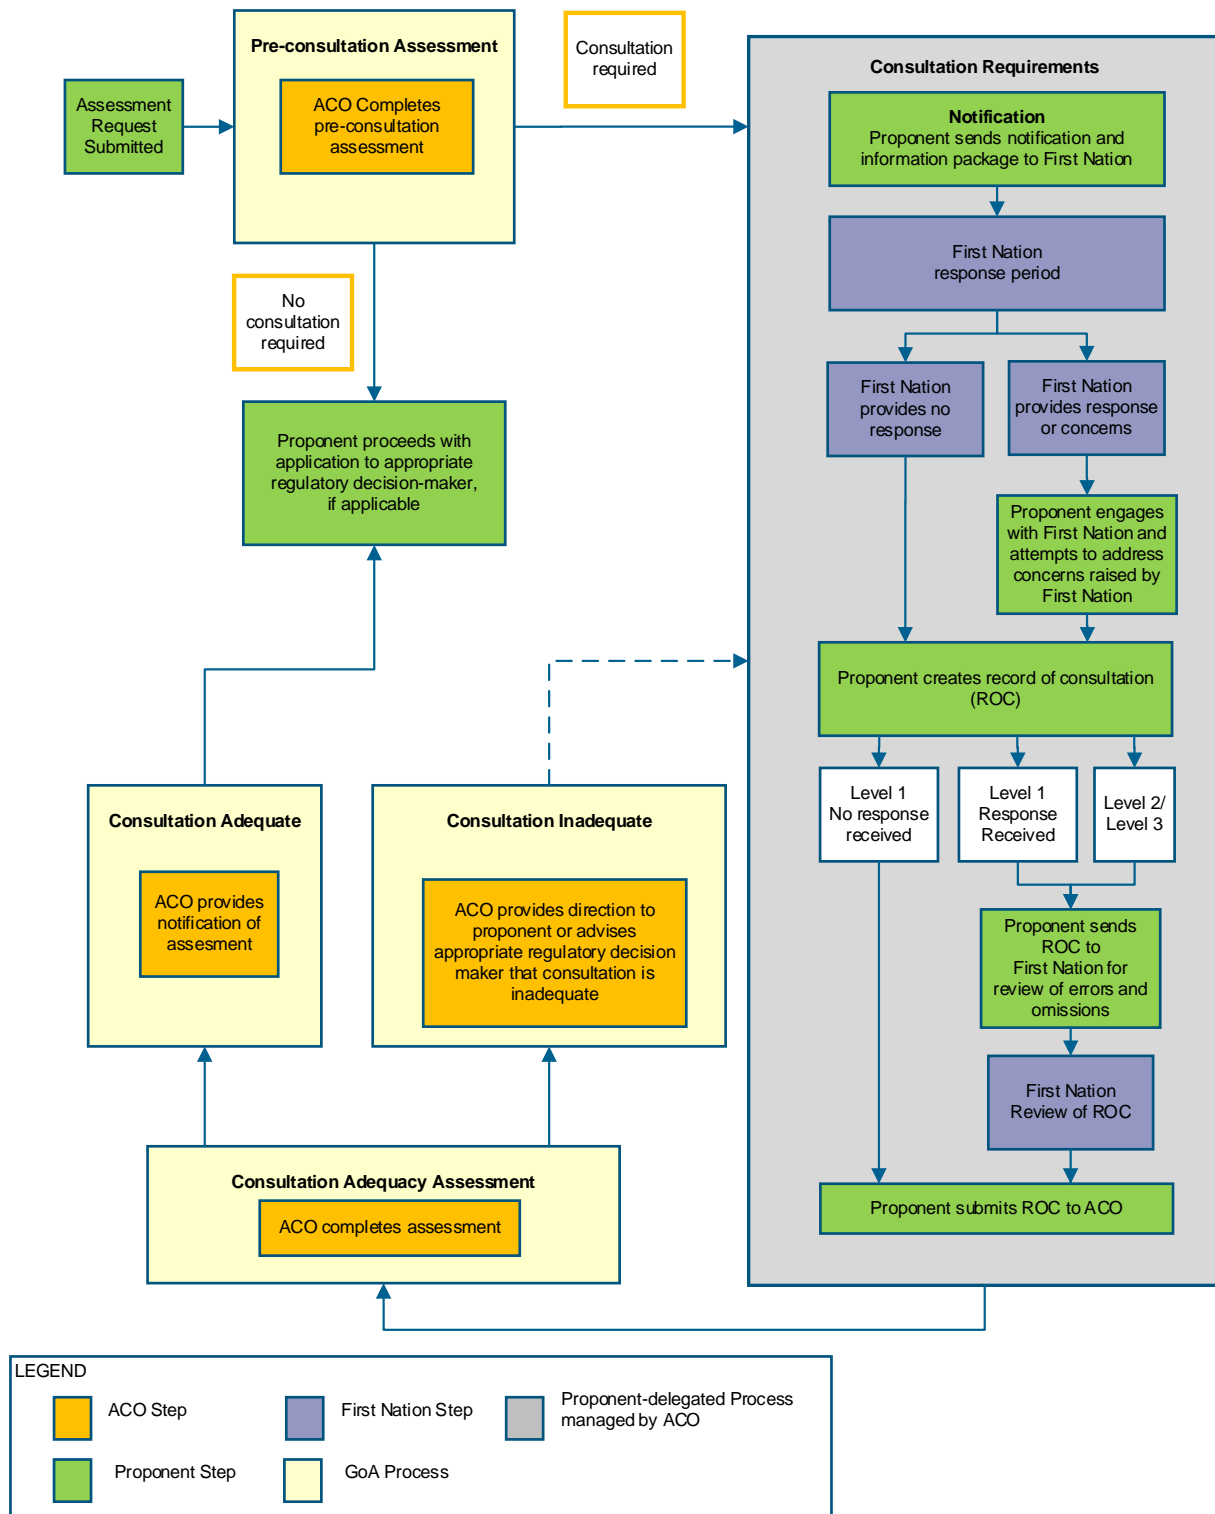 Pre-consultation Assessment
Assessment
Request
Submitted
ACO Completes
pre-consultation
assessment
Consultation
required
No
consultation
required
Proponent proceeds with
application to appropriate
regulatory decision-maker,
if applicable
Consultation Requirements
Notification
Proponent sends notification and
information package to First Nation
First Nation
response period
First Nation
provides no
response
First Nation
provides response
or concerns
Proponent engages
with First Nation and
attempts to address
concerns raised by
First Nation
Proponent creates record of consultation
(ROC)
Level 1
No response
received
Level 1
Response
Received
Level 2/
Level 3
Proponent sends
ROC to
First Nation for
review of errors and
omissions
First Nation
Review of ROC
Proponent submits ROC to ACO
Consultation Adequate
ACO provides
notification of
assesment
Consultation Inadequate
ACO provides direction to
proponent or advises
appropriate regulatory decision
maker that consultation is
inadequate
Consultation Adequacy Assessment
ACO completes assessment
LEGEND
ACO Step
First Nation Step
Proponent-delegated Process
managed by ACO
Proponent Step
GoA Process